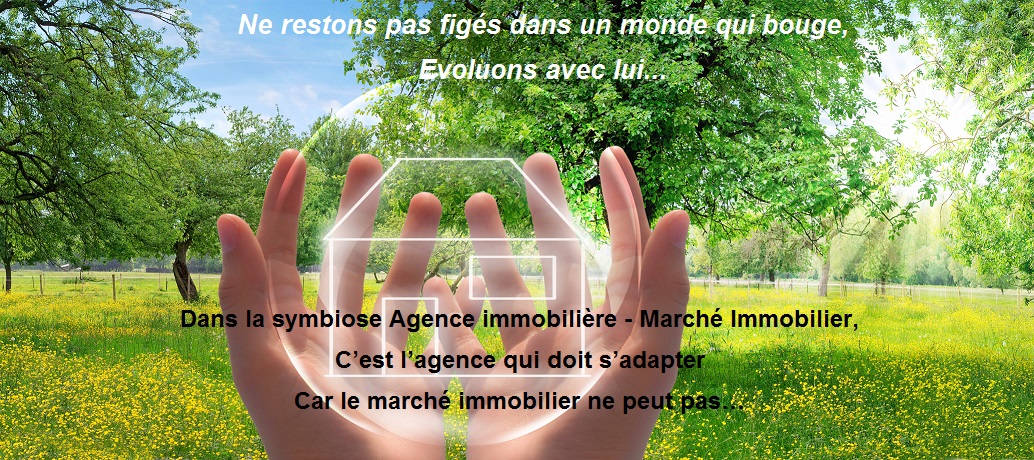 Ne restons pas figés dans un monde qui bouge,
Evoluons avec lui...
Dans la symbiose Agence immobilière - Marché Immobilier,
C’est l’agence qui doit s’adapter
Car le marché immobilier ne peut pas…